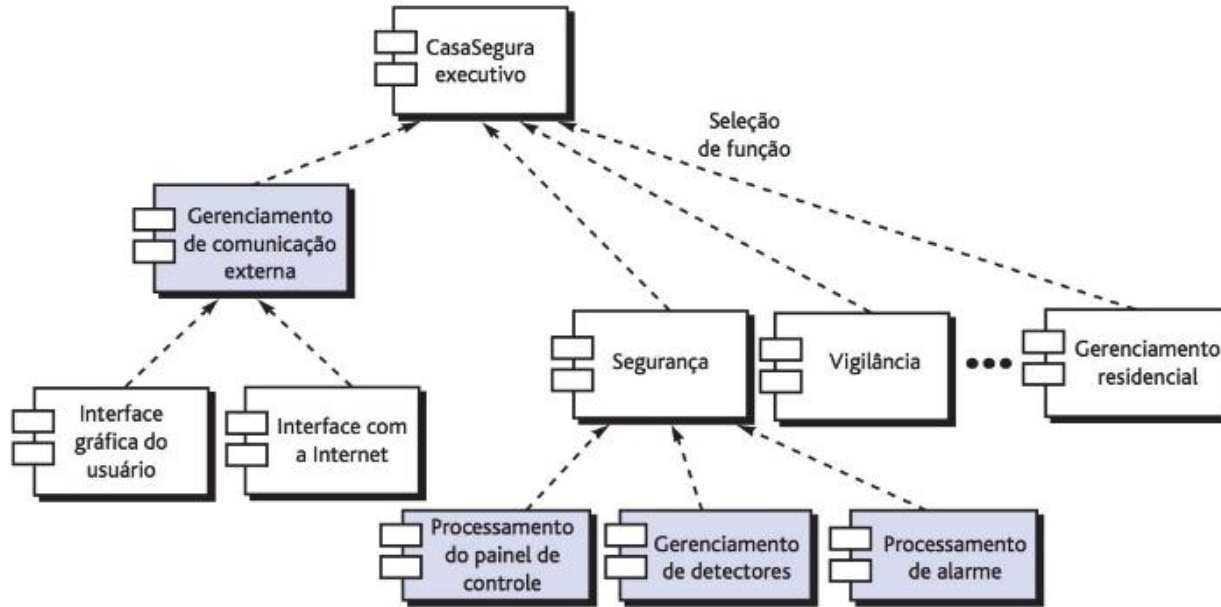 CasaSegura
executivo
Seleção
de função
Gerenciamento
de comunicação
externa
Segurança
Vigilância
Gerenciamento
residencial
Interface
gráfica do
usuário
Interface com
a Internet
Processamento
do painel de
controle
Gerenciamento
de detectores
Processamento
de alarme